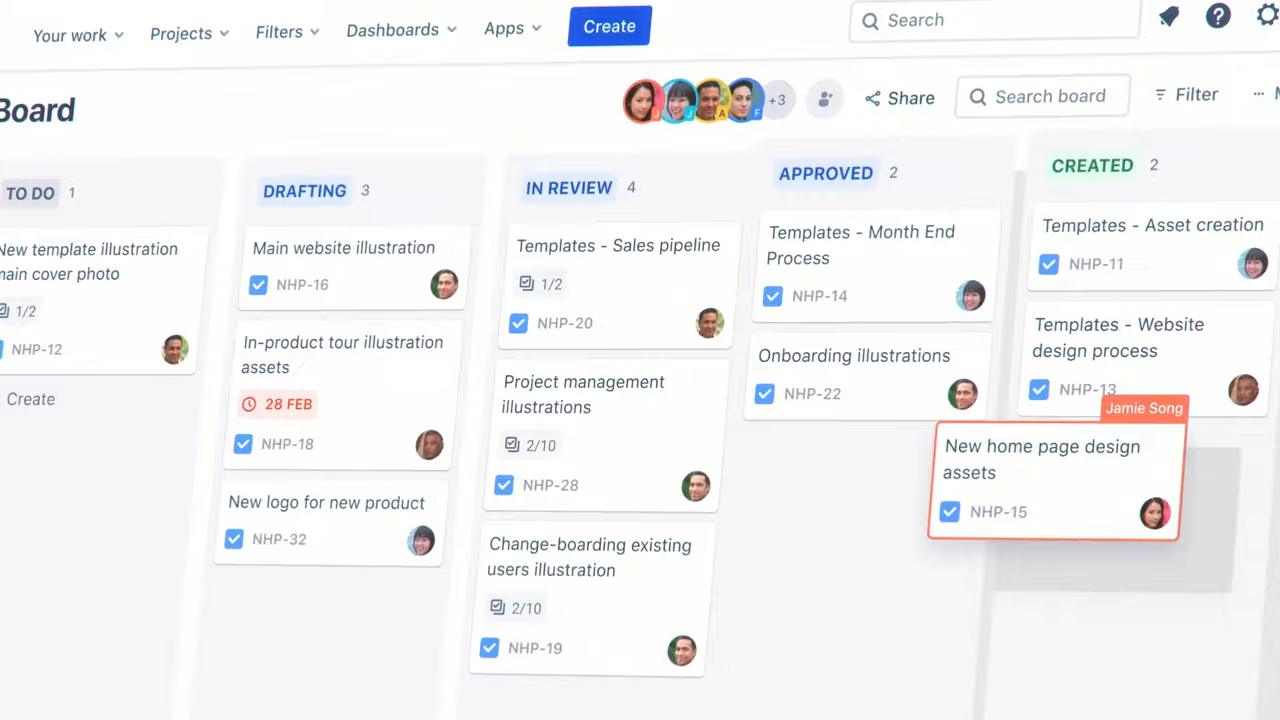 Your work
Projects
Filters
Dashboards
Apps
Create
Search
Board
+3
Share
Search board
Filter
TO DO 1
New template illustration
main cover photo
1/2
NHP-12
Create
DRAFTING 3
Main website illustration
NHP-16
In-product tour illustration
assets
28 FEB
NHP-18
New logo for new product
NHP-32
IN REVIEW 4
Templates - Sales pipeline
1/2
NHP-20
Project management
illustrations
2/10
NHP-28
Change-boarding existing
users illustration
2/10
NHP-19
APPROVED 2
Templates - Month End
Process
NHP-14
Onboarding illustrations
NHP-22
CREATED 2
Templates - Asset creation
NHP-11
Templates - Website
design process
NHP-13
Jamie Song
New home page design
assets
NHP-15